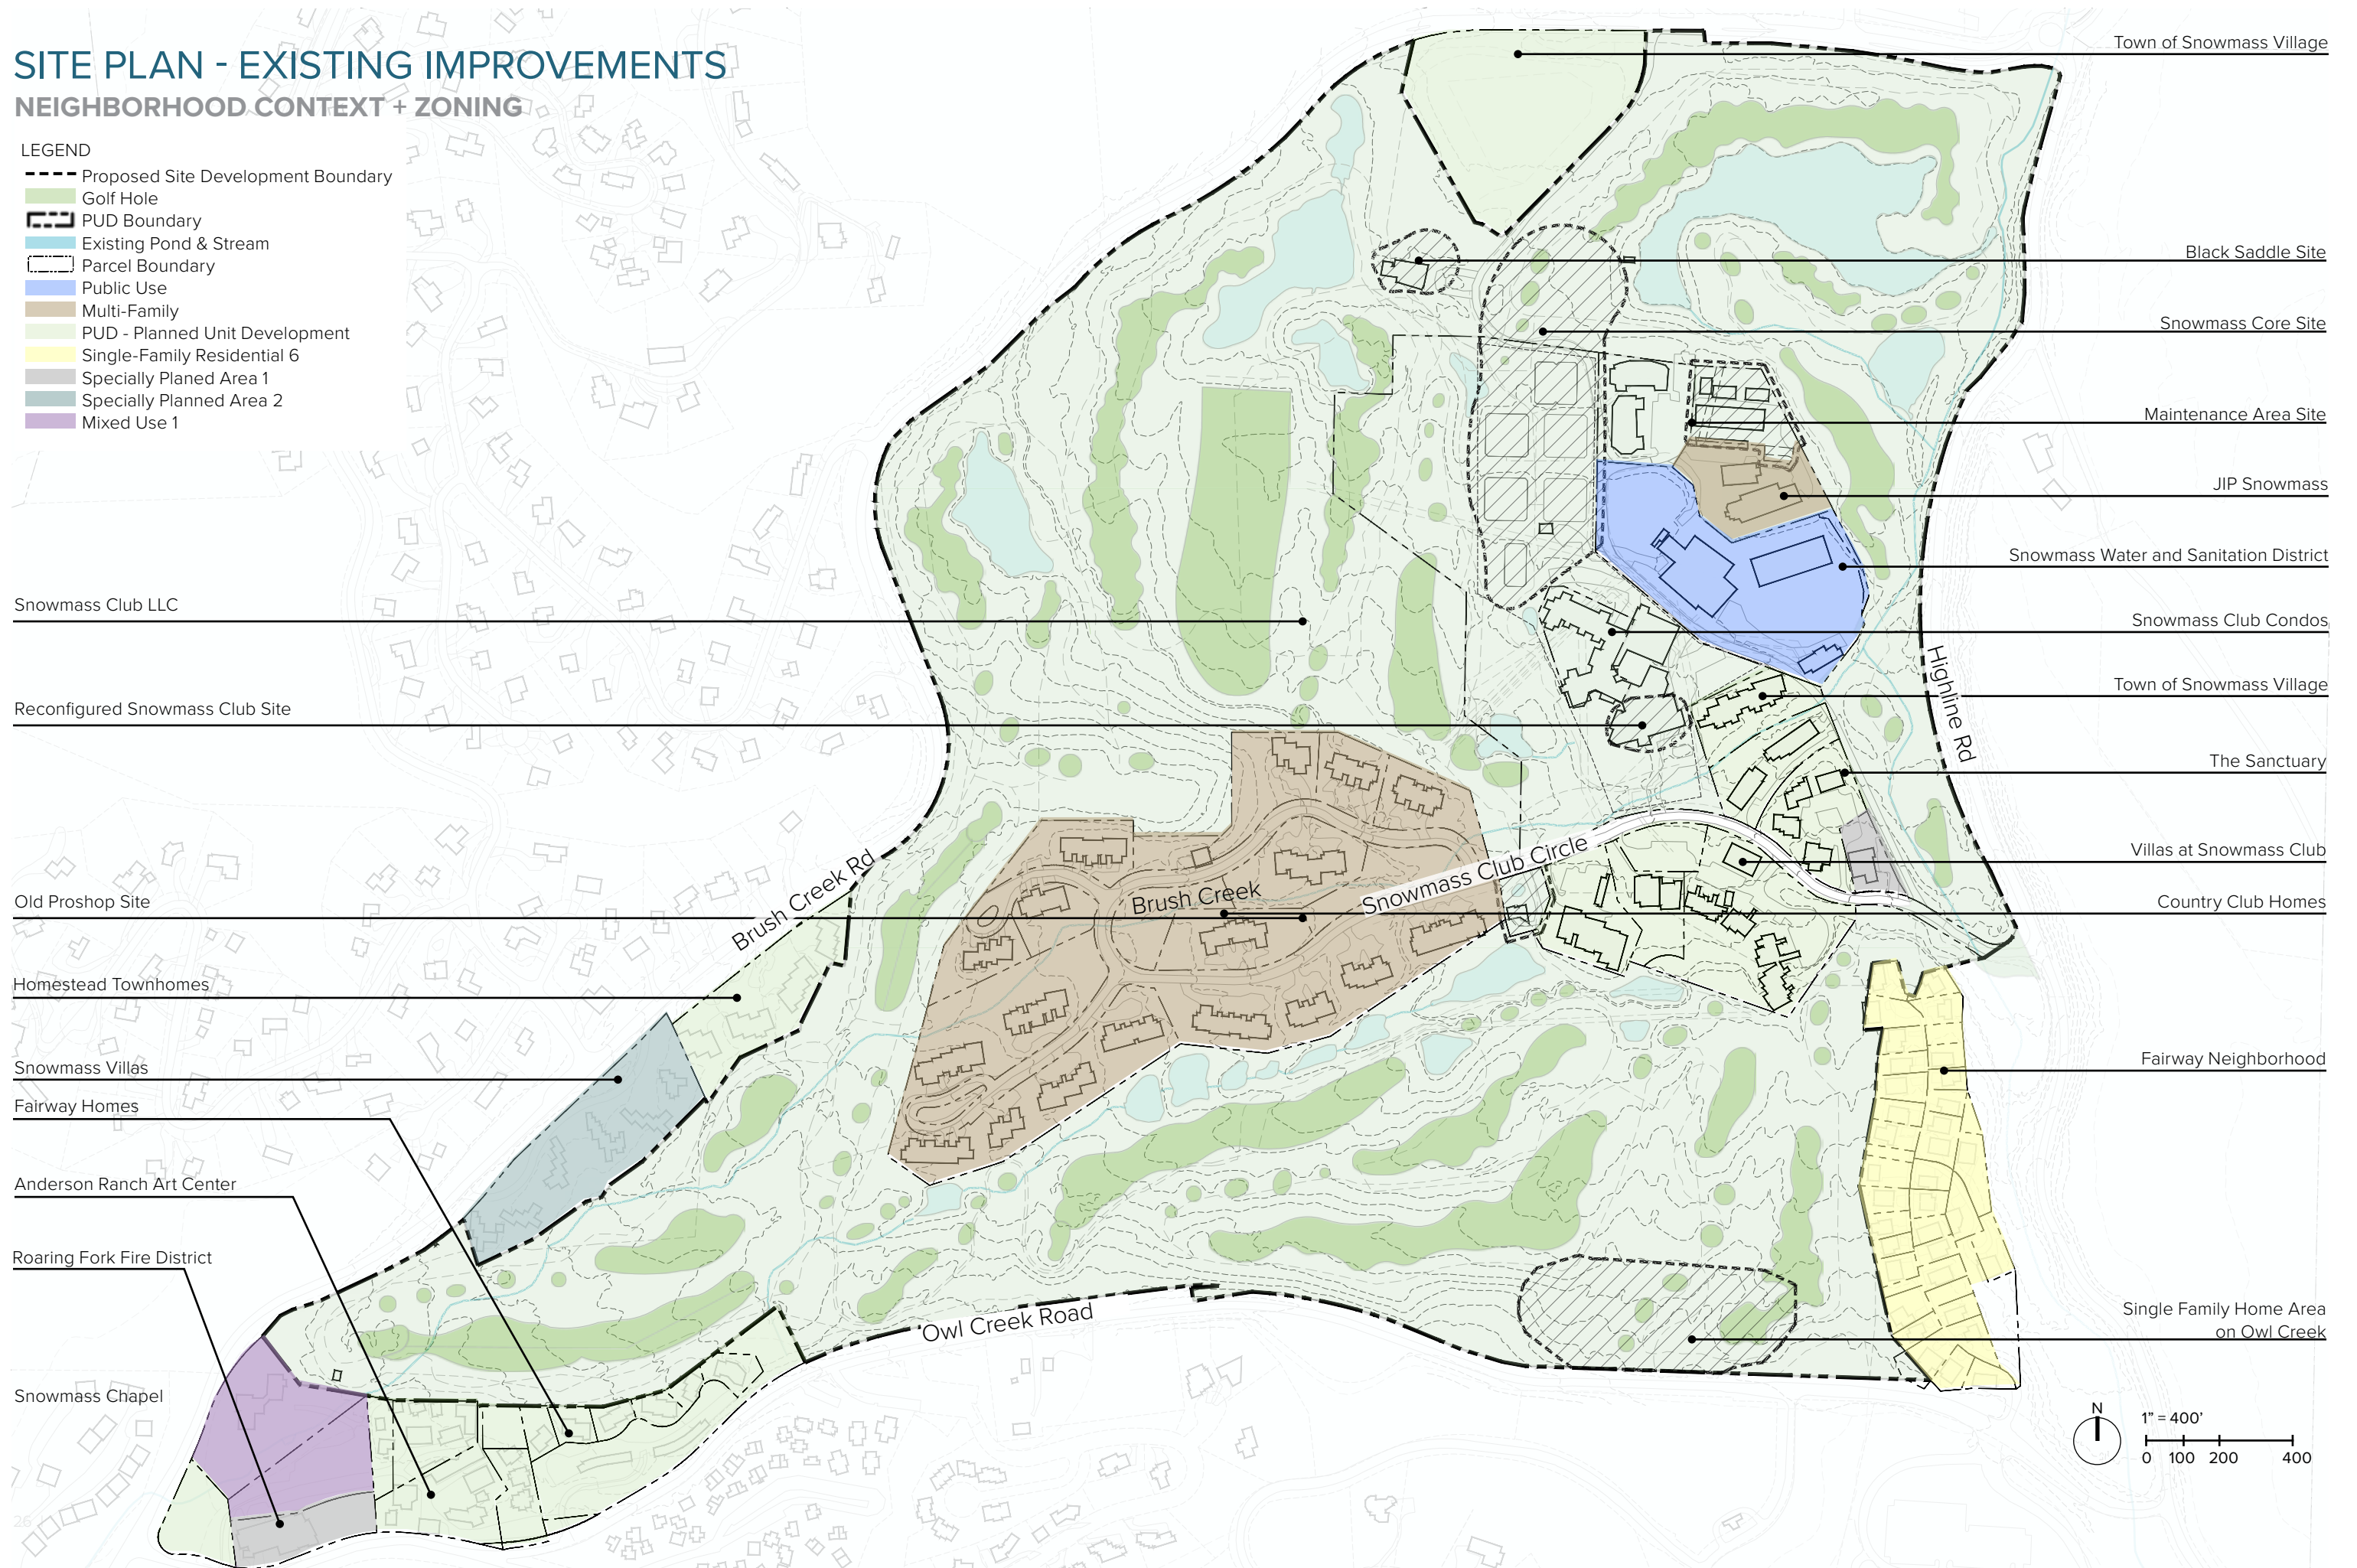 SITE PLAN - EXISTING IMPROVEMENTS
NEIGHBORHOOD CONTEXT + ZONING
LEGEND
Proposed Site Development Boundary
Golf Hole
PUD Boundary
Existing Pond & Stream
Parcel Boundary
Public Use
Multi-Family
PUD - Planned Unit Development
Single-Family Residential 6
Specially Planed Area 1
Specially Planned Area 2
Mixed Use 1
Snowmass Club LLC
Reconfigured Snowmass Club Site
Old Proshop Site
Homestead Townhomes
Snowmass Villas
Fairway Homes
Anderson Ranch Art Center
Roaring Fork Fire District
Snowmass Chapel
26
Brush Creek Rd
Brush Creek
Snowmass Club Circle
Owl Creek Road
Highline Rd
Town of Snowmass Village
Black Saddle Site
Snowmass Core Site
Maintenance Area Site
JIP Snowmass
Snowmass Water and Sanitation District
Snowmass Club Condos
Town of Snowmass Village
The Sanctuary
Villas at Snowmass Club
Country Club Homes
Fairway Neighborhood
Single Family Home Area
on Owl Creek
N
1" = 400'
0 100 200 400